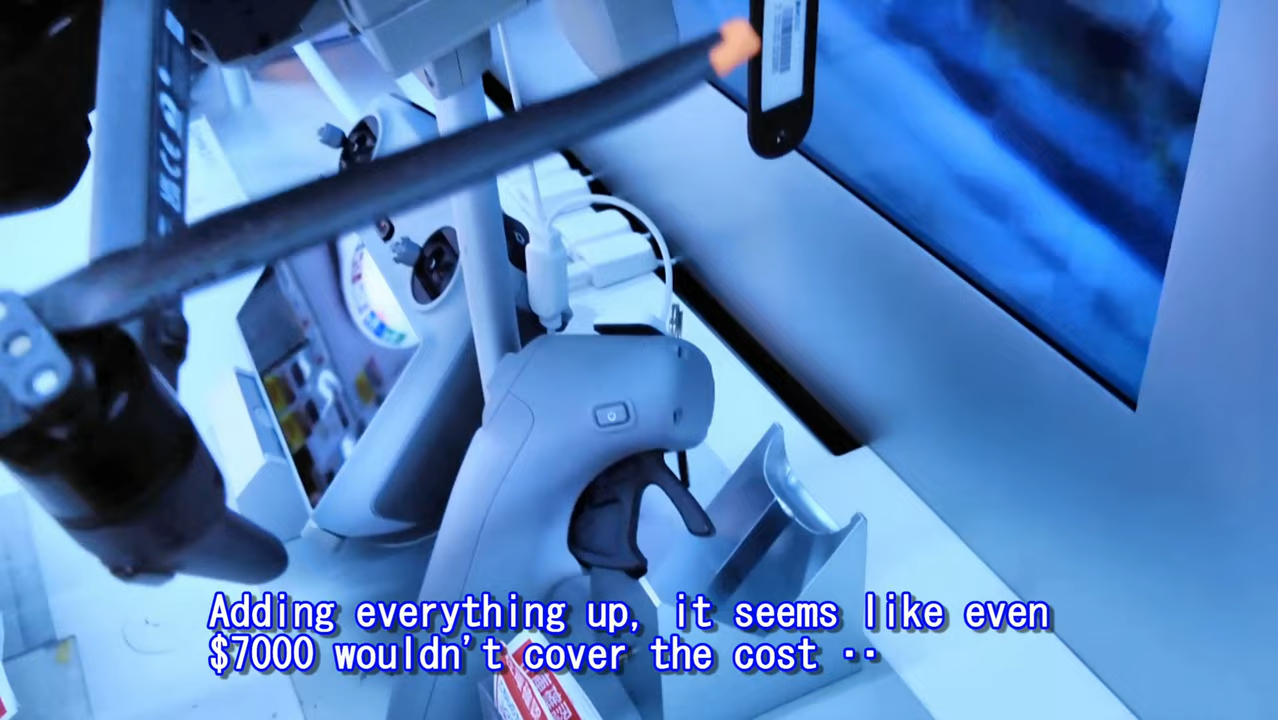 Adding everything up, it seems like even
$7000 wouldn't cover the cost ··